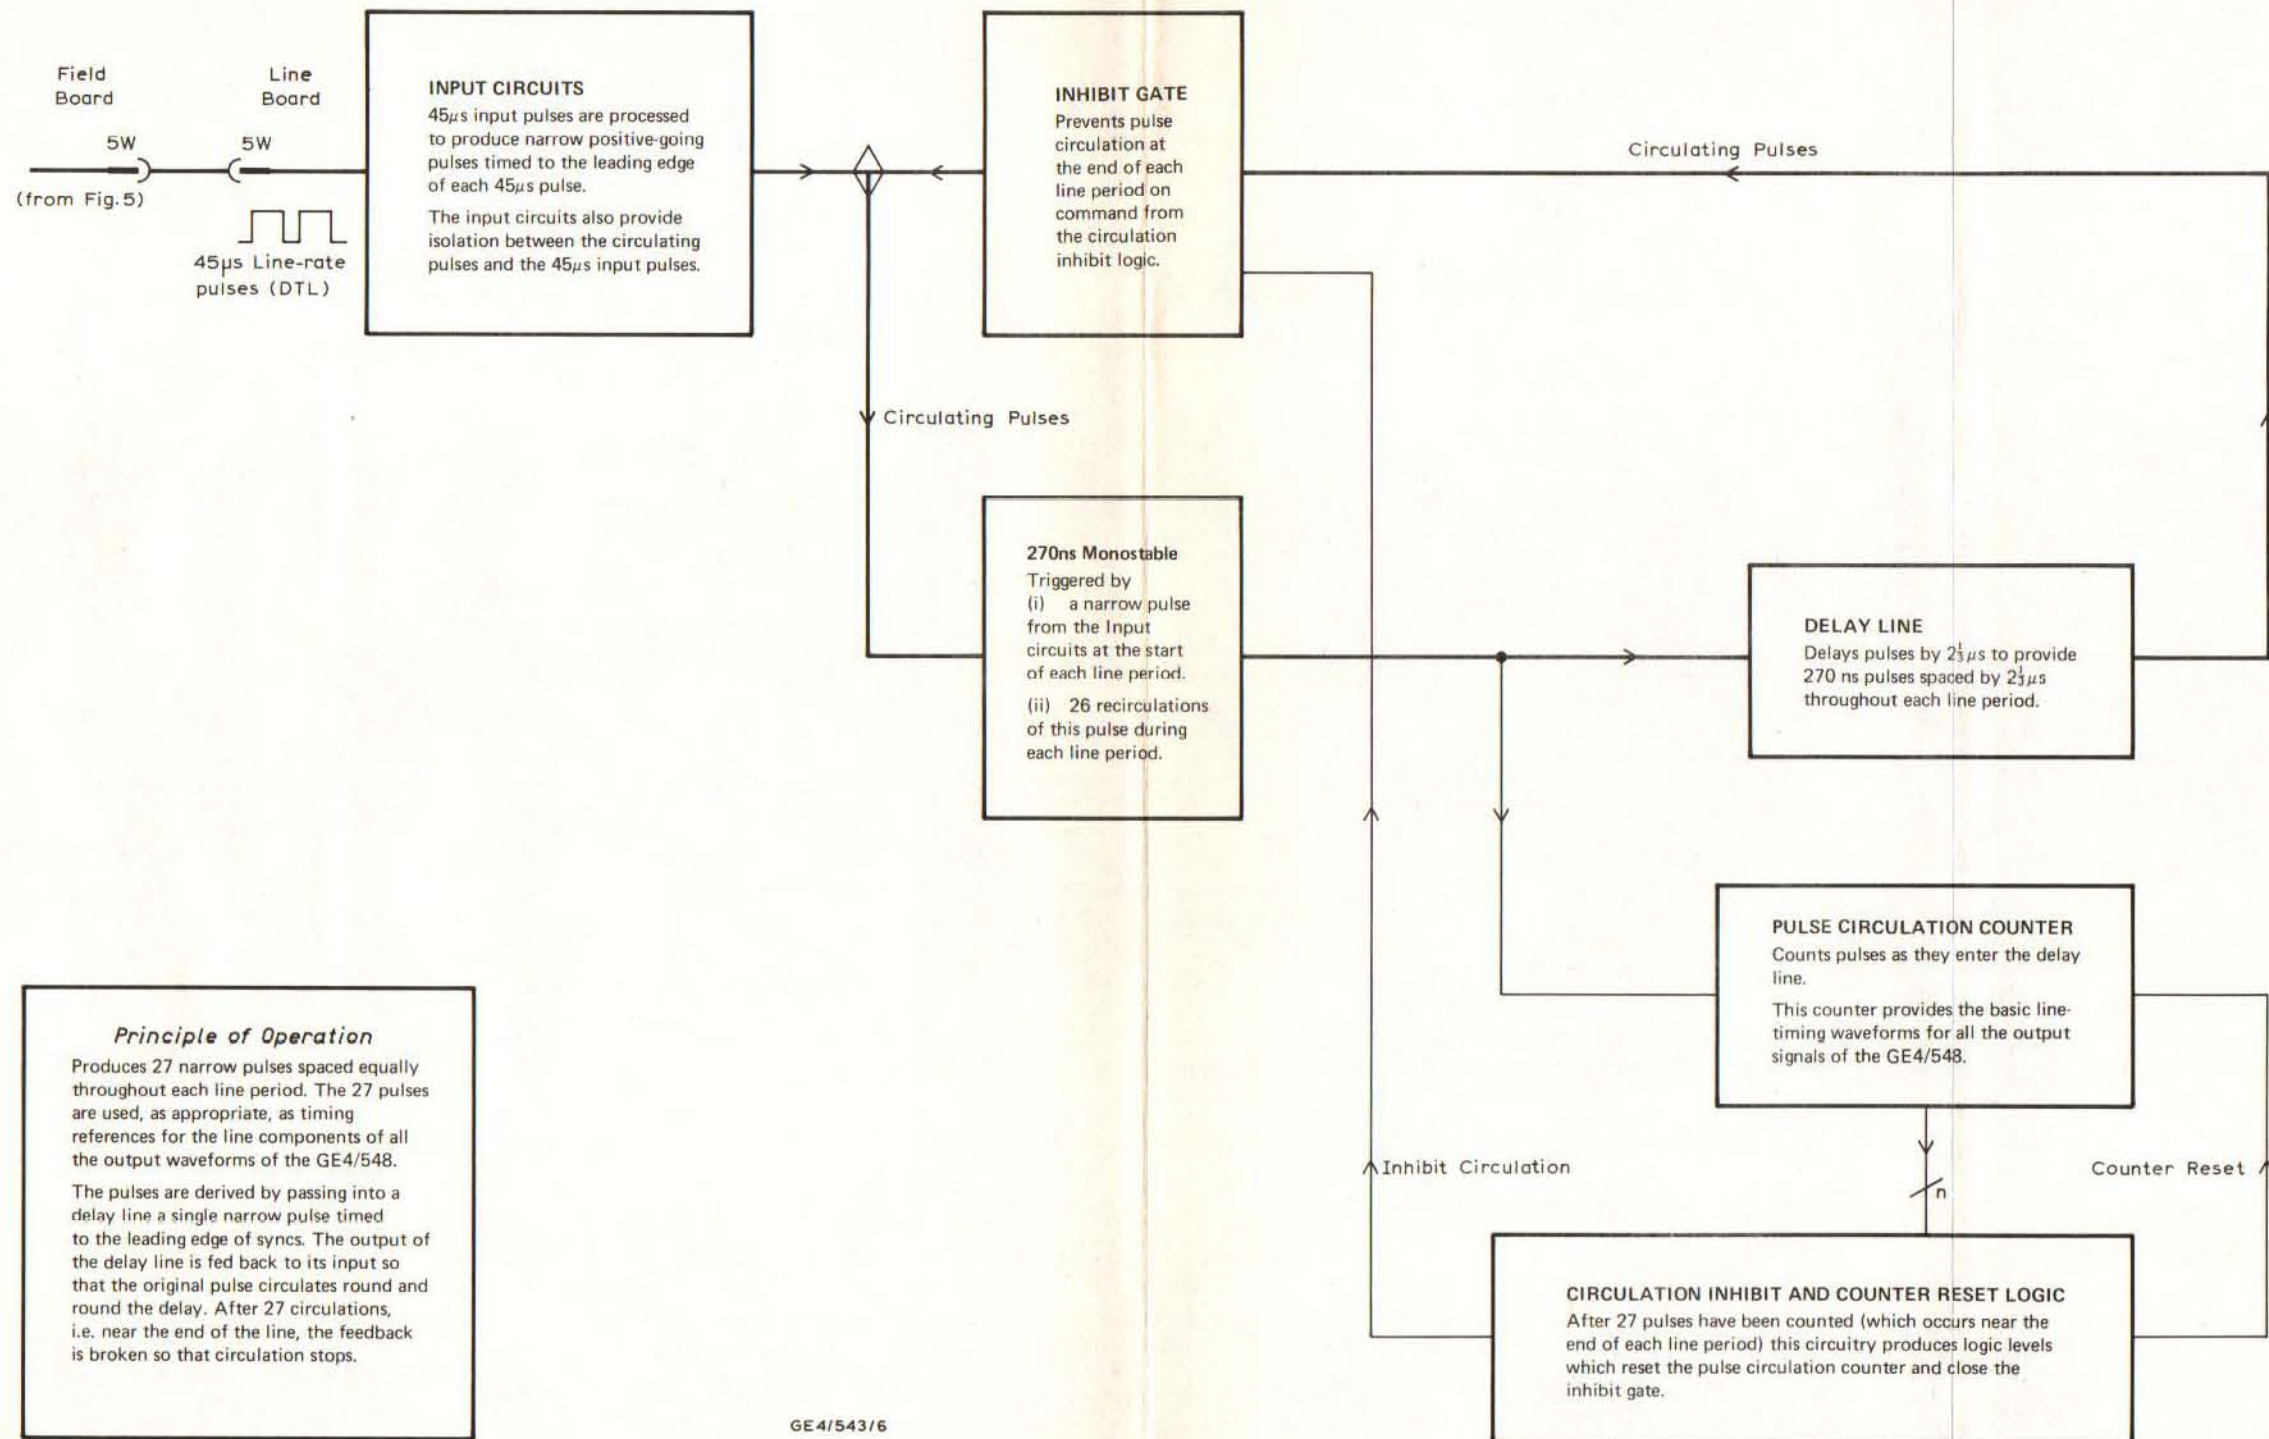 Field
Board
Line
Board
5W
5W
(from Fig.5)
45µs Line-rate
pulses (DTL)
INPUT CIRCUITS
45µs input pulses are processed
to produce narrow positive-going
pulses timed to the leading edge
of each 45µs pulse.
The input circuits also provide
isolation between the circulating
pulses and the 45µs input pulses.
INHIBIT GATE
Prevents pulse
circulation at
the end of each
line period on
command from
the circulation
inhibit logic.
Circulating Pulses
Circulating Pulses
270ns Monostable
Triggered by
(i) a narrow pulse
from the Input
circuits at the start
of each line period.
(ii) 26 recirculations
of this pulse during
each line period.
DELAY LINE
Delays pulses by 2⅓µs to provide
270 ns pulses spaced by 2⅓µs
throughout each line period.
PULSE CIRCULATION COUNTER
Counts pulses as they enter the delay
line.
This counter provides the basic line-
timing waveforms for all the output
signals of the GE4/548.
Inhibit Circulation
n
Counter Reset
CIRCULATION INHIBIT AND COUNTER RESET LOGIC
After 27 pulses have been counted (which occurs near the
end of each line period) this circuitry produces logic levels
which reset the pulse circulation counter and close the
inhibit gate.
Principle of Operation
Produces 27 narrow pulses spaced equally
throughout each line period. The 27 pulses
are used, as appropriate, as timing
references for the line components of all
the output waveforms of the GE4/548.
The pulses are derived by passing into a
delay line a single narrow pulse timed
to the leading edge of syncs. The output of
the delay line is fed back to its input so
that the original pulse circulates round and
round the delay. After 27 circulations,
i.e. near the end of the line, the feedback
is broken so that circulation stops.
GE4/543/6